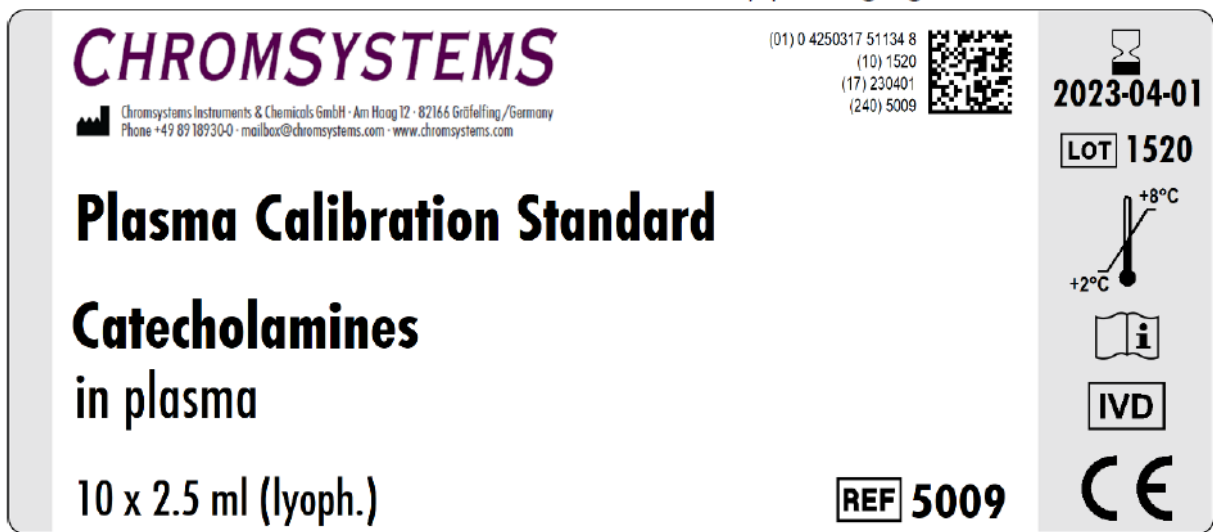 CHROMSYSTEMS
Chromsystems Instruments & Chemicals GmbH · Am Haag 12 · 82166 Gräfelfing/Germany
Phone +49 89 18930-0 · mailbox@chromsystems.com · www.chromsystems.com
(01) 0 4250317 51134 8
(10) 1520
(17) 230401
(240) 5009
Plasma Calibration Standard
Catecholamines
in plasma
10 x 2.5 ml (lyoph.)
REF 5009
2023-04-01
LOT 1520
+8°C
+2°C
i
IVD
CE